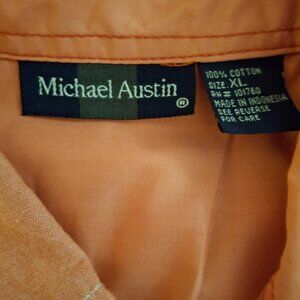 Michael Austin ®
100% COTTON
SIZE XL
RN# 101760
MADE IN INDONESIA
SEE REVERSE
FOR CARE